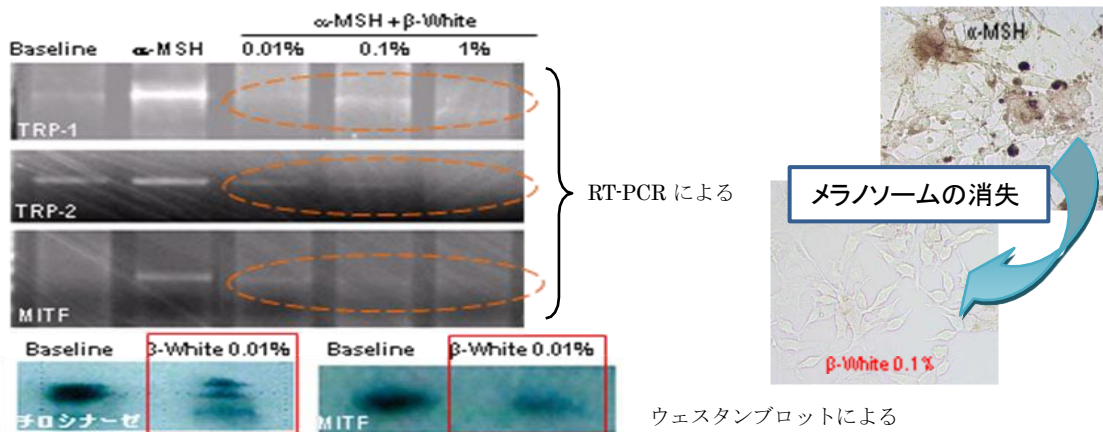 α-MSH + β-White
Baseline α-MSH 0.01% 0.1% 1%
TRP-1
TRP-2
MITF
RT-PCR による
Baseline β-White 0.01% Baseline β-White 0.01%
チロシナーゼ MITF
ウェスタンブロットによる
α-MSH
メラノソームの消失
β-White 0.1%